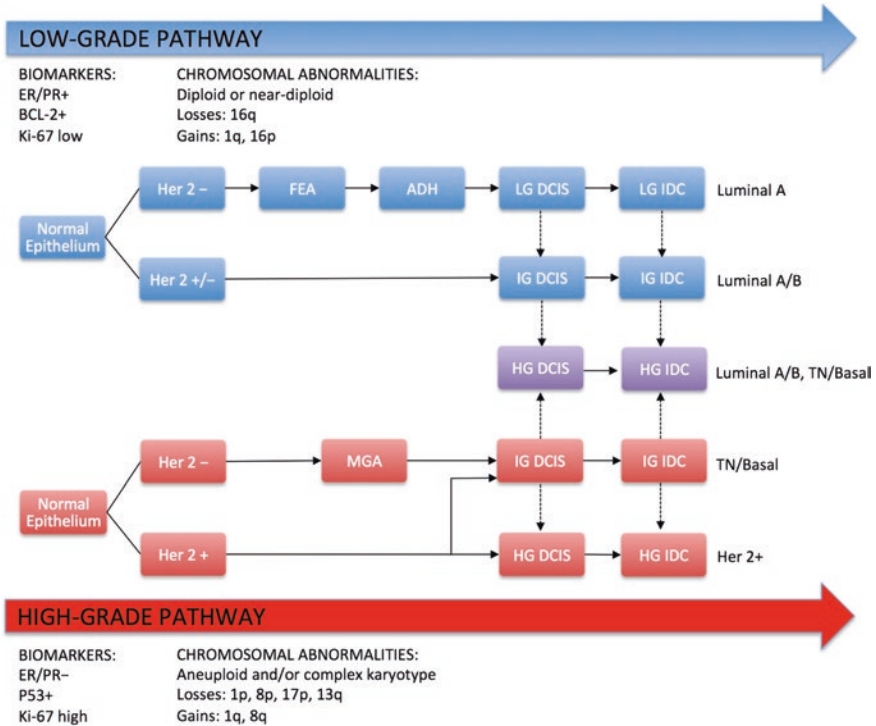 LOW-GRADE PATHWAY
BIOMARKERS:
ER/PR+
BCL-2+
Ki-67 low
CHROMOSOMAL ABNORMALITIES:
Diploid or near-diploid
Losses: 16q
Gains: 1q, 16p
Normal
Epithelium
Her 2 −
FEA
ADH
LG DCIS
LG IDC
Luminal A
Her 2 +/−
IG DCIS
IG IDC
Luminal A/B
HG DCIS
HG IDC
Luminal A/B, TN/Basal
Normal
Epithelium
Her 2 −
MGA
IG DCIS
IG IDC
TN/Basal
Her 2 +
HG DCIS
HG IDC
Her 2+
HIGH-GRADE PATHWAY
BIOMARKERS:
ER/PR−
P53+
Ki-67 high
CHROMOSOMAL ABNORMALITIES:
Aneuploid and/or complex karyotype
Losses: 1p, 8p, 17p, 13q
Gains: 1q, 8q